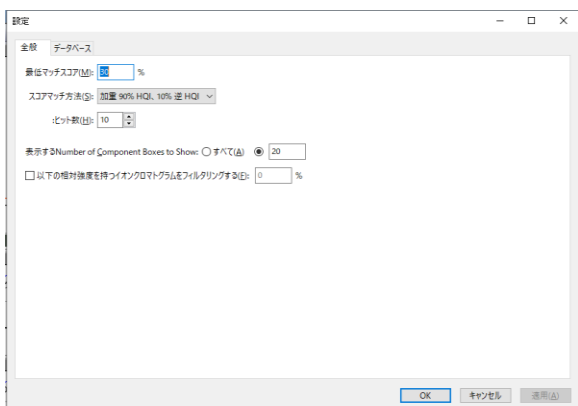 設定
全般 データベース
最低マッチスコア(M): 30 %
スコアマッチ方法(S): 加重 90% HQI、10% 逆 HQI
:ヒット数(H): 10
表示するNumber of Component Boxes to Show: すべて(A) 20
以下の相対強度を持つイオンクロマトグラムをフィルタリングする(F): 0 %
OK キャンセル 適用(A)